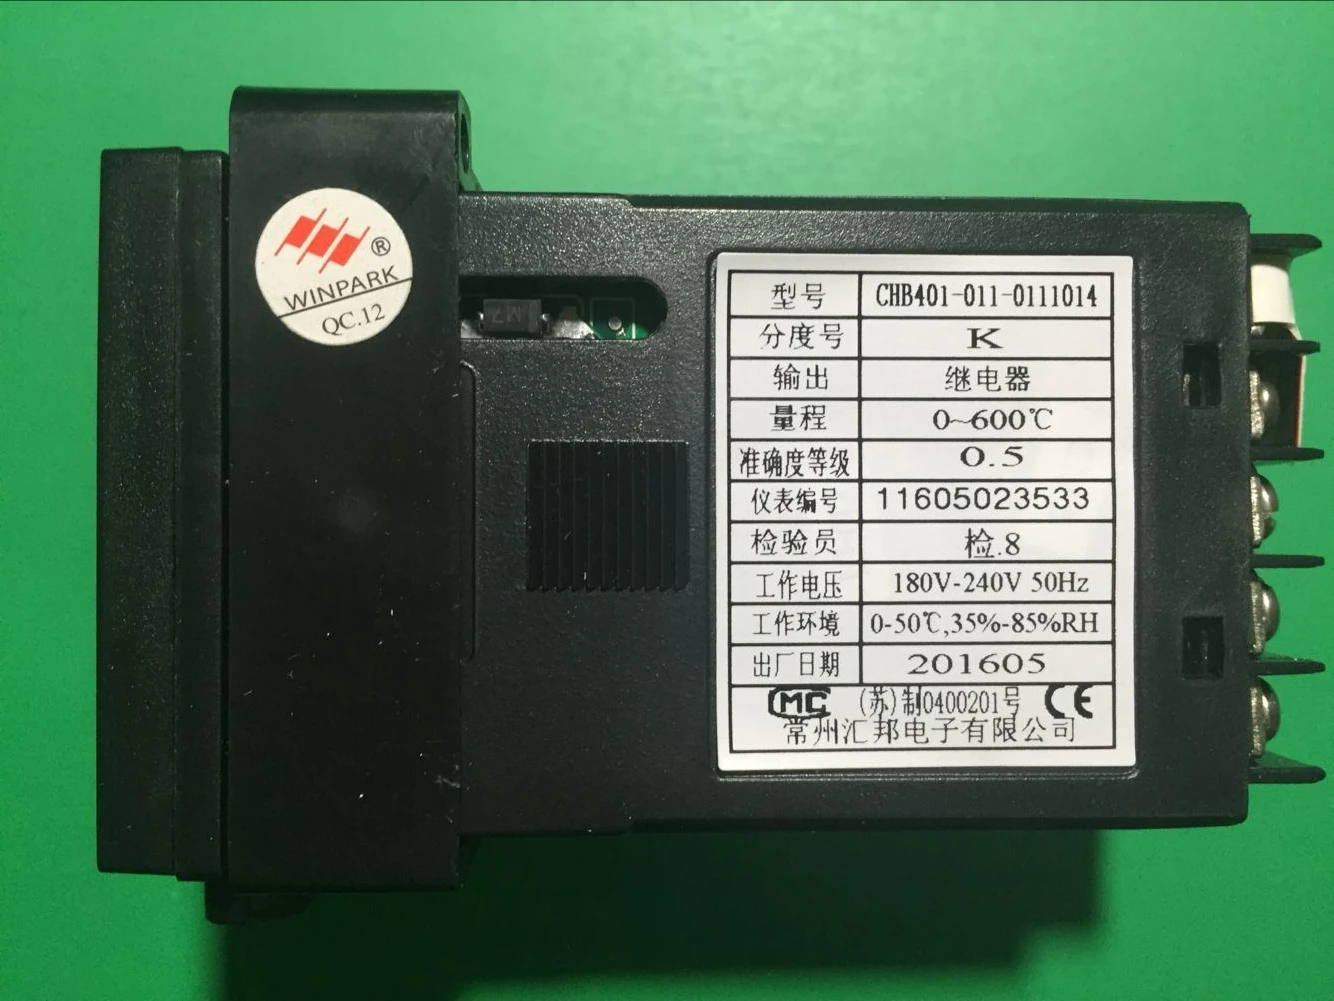 WINPARK
®
QC.12
M7
型号 CHB401-011-0111014
分度号 K
输出 继电器
量程 0~600℃
准确度等级 0.5
仪表编号 11605023533
检验员 检.8
工作电压 180V-240V 50Hz
工作环境 0-50℃,35%-85%RH
出厂日期 201605
MC (苏)制0400201号 CE
常州汇邦电子有限公司